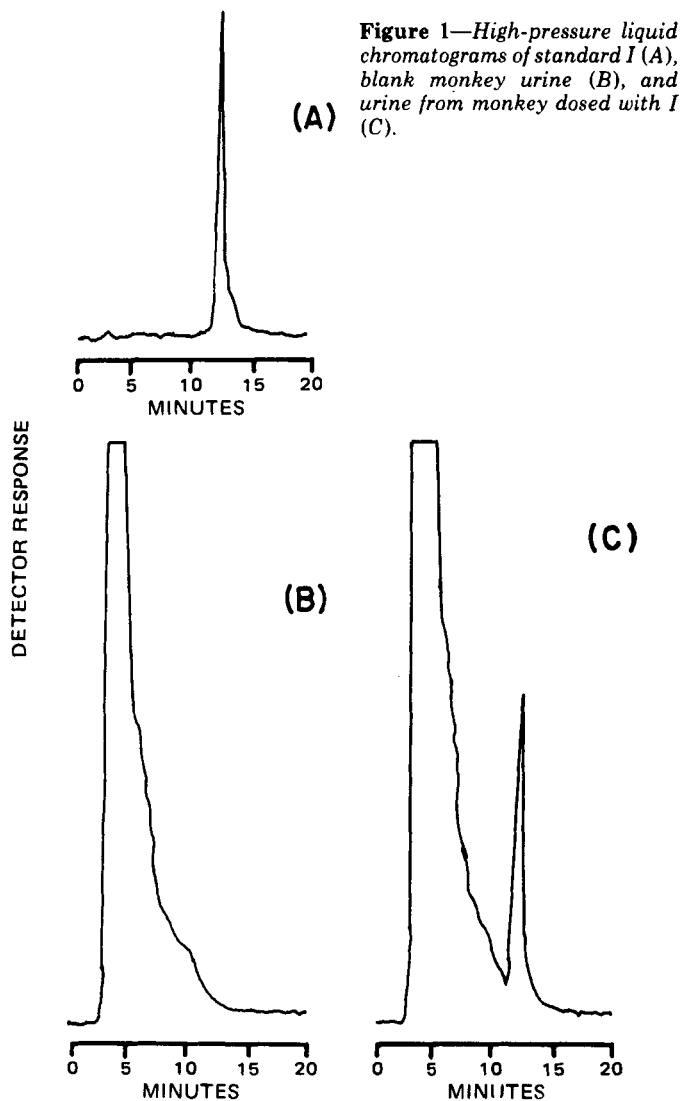 Figure 1—High-pressure liquid
chromatograms of standard I (A),
blank monkey urine (B), and
urine from monkey dosed with I
(C).
(A)
0 5 10 15 20
MINUTES
DETECTOR RESPONSE
(B)
0 5 10 15 20
MINUTES
(C)
0 5 10 15 20
MINUTES